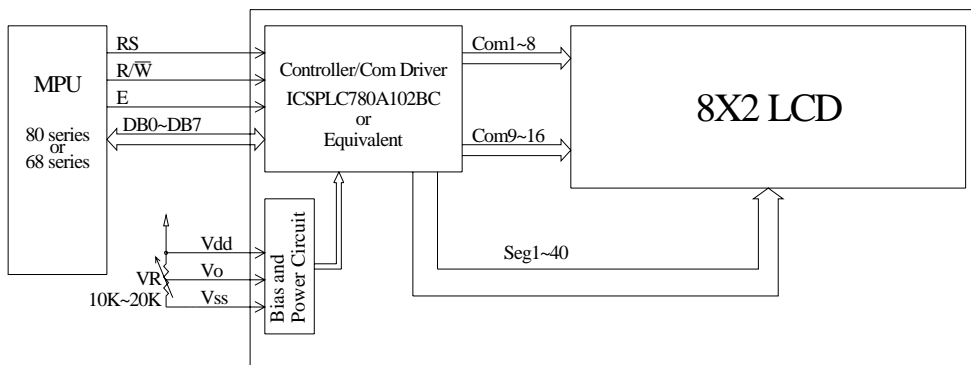 MPU
80 series
or
68 series
RS
R/W̅
E
DB0~DB7
Controller/Com Driver
ICSPLC780A102BC
or
Equivalent
Com1~8
Com9~16
8X2 LCD
Seg1~40
Vdd
Vo
Vss
VR
10K~20K
Bias and
Power Circuit